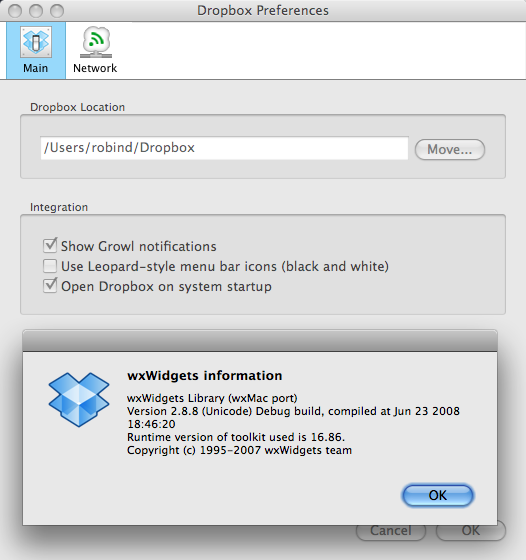 Dropbox Preferences
Main
Network
Dropbox Location
/Users/robind/Dropbox
Move...
Integration
Show Growl notifications
Use Leopard-style menu bar icons (black and white)
Open Dropbox on system startup
wxWidgets information
wxWidgets Library (wxMac port)
Version 2.8.8 (Unicode) Debug build, compiled at Jun 23 2008
18:46:20
Runtime version of toolkit used is 16.86.
Copyright (c) 1995-2007 wxWidgets team
OK
Cancel
OK